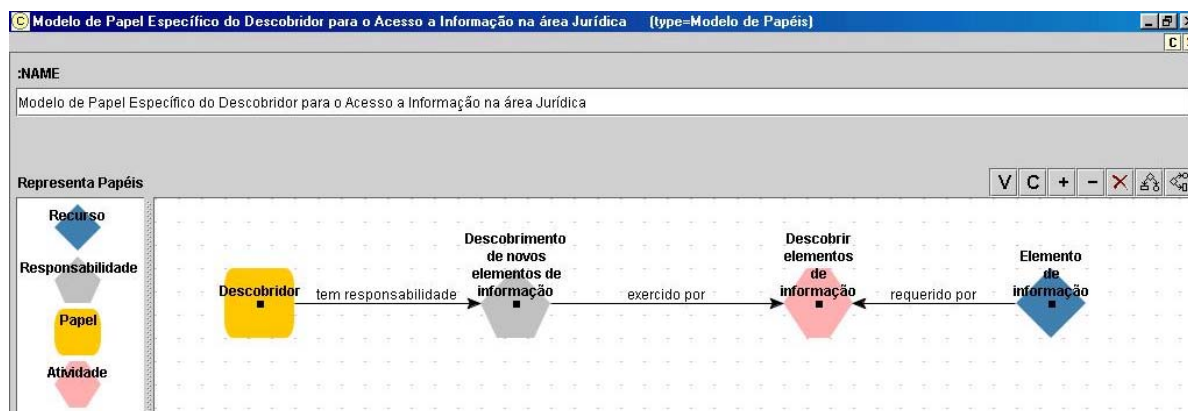 Modelo de Papel Específico do Descobridor para o Acesso a Informação na área Jurídica (type=Modelo de Papéis)
C
:NAME
Modelo de Papel Específico do Descobridor para o Acesso a Informação na área Jurídica
Representa Papéis
V C + -
Recurso
Responsabilidade
Papel
Atividade
Descobridor
tem responsabilidade
Descobrimento
de novos
elementos de
informação
exercido por
Descobrir
elementos
de
informação
requerido por
Elemento
de
informação